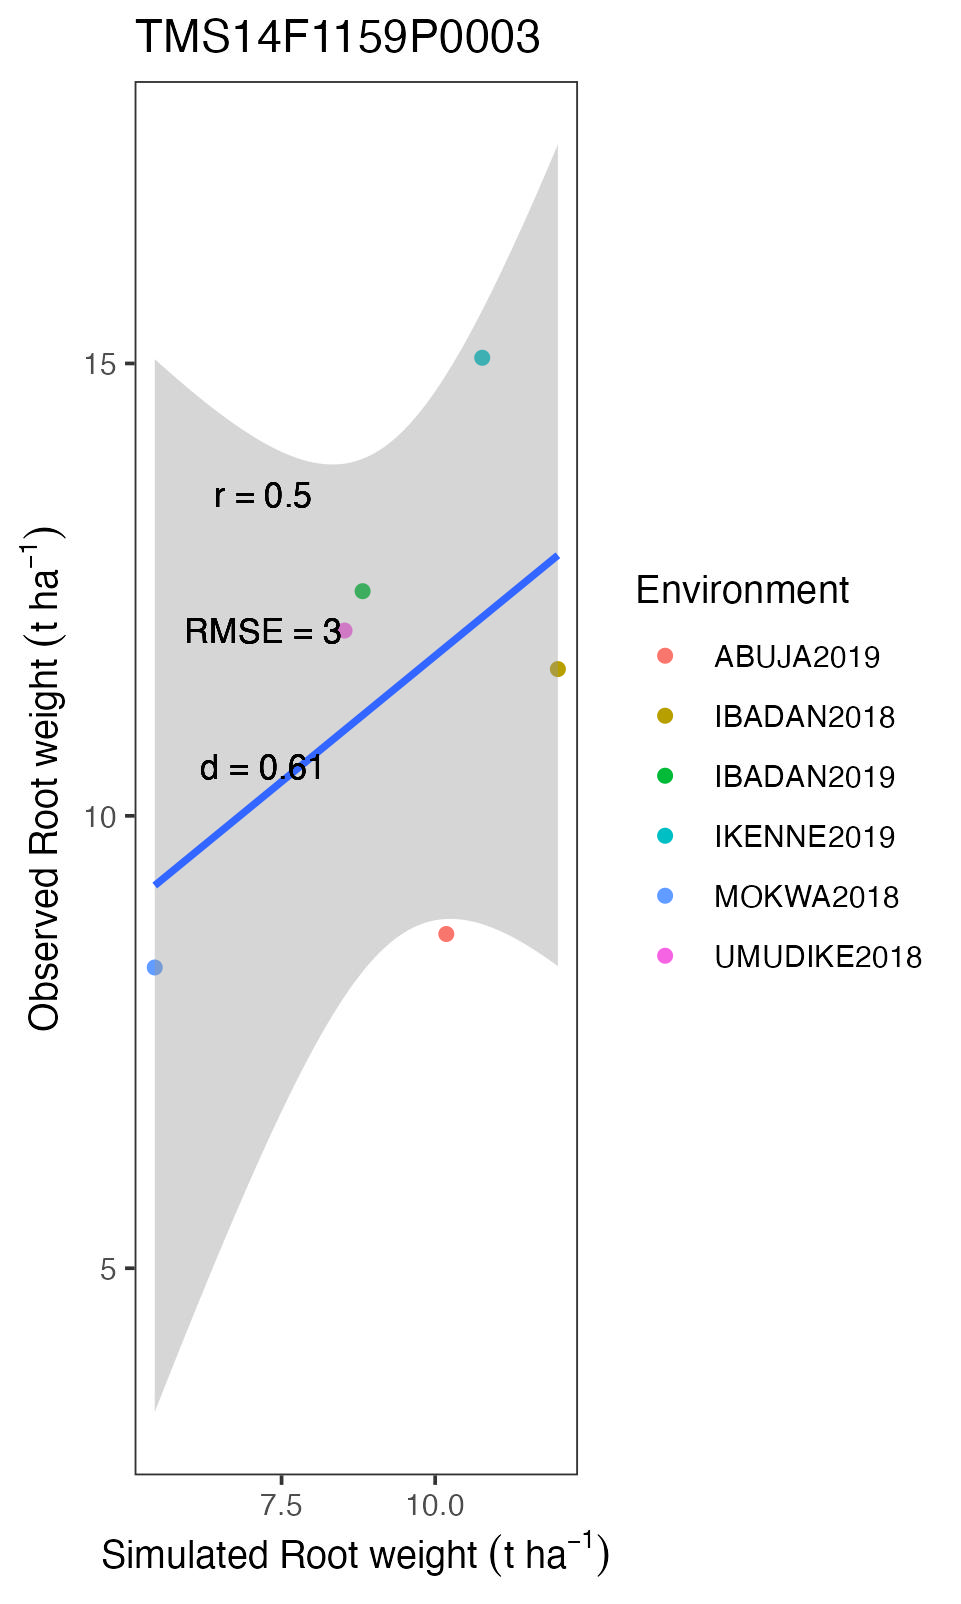 TMS14F1159P0003
15
10
5
Observed Root weight (t ha⁻¹)
r = 0.5
RMSE = 3
d = 0.61
7.5 10.0
Simulated Root weight (t ha⁻¹)
Environment
ABUJA2019
IBADAN2018
IBADAN2019
IKENNE2019
MOKWA2018
UMUDIKE2018